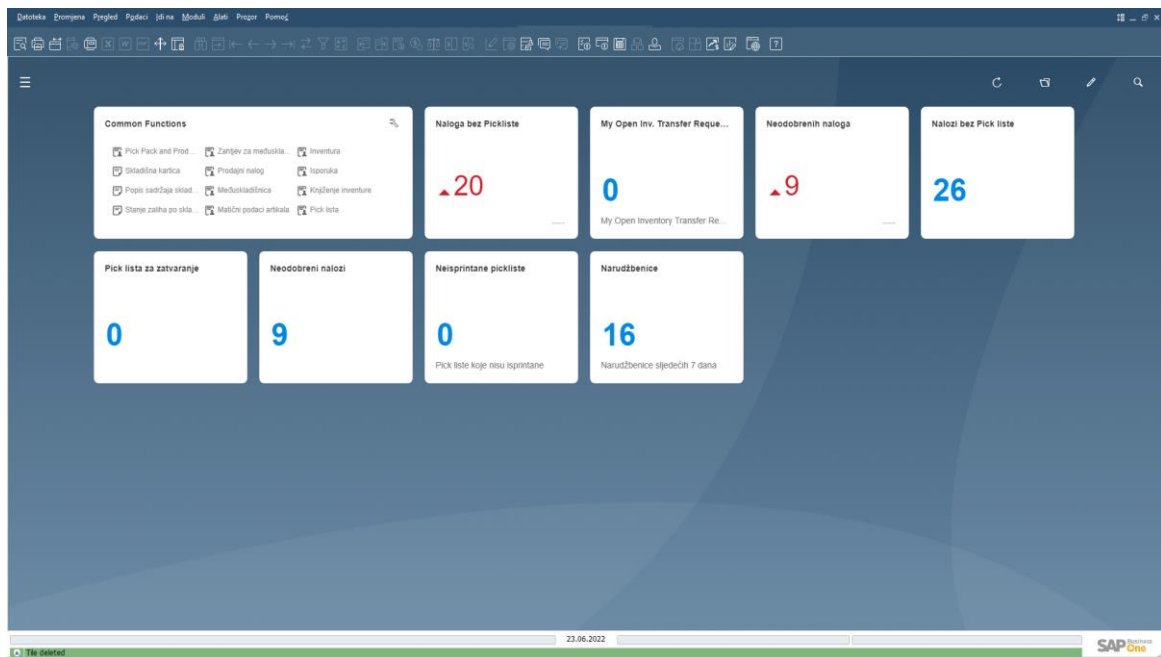 Datoteka Promjena Pregled Podaci Idi na Moduli Alati Prozor Pomoć
Common Functions
Pick Pack and Prod... Zahtjev za međuskla... Inventura
Skladišna kartica Prodajni nalog Isporuka
Popis sadržaja sklad... Međuskladišnica Knjiženje inventure
Stanje zaliha po skla... Matični podaci artikala Pick lista
Naloga bez Pickliste
20
My Open Inv. Transfer Reque...
0
My Open Inventory Transfer Re...
Neodobrenih naloga
9
Nalozi bez Pick liste
26
Pick lista za zatvaranje
0
Neodobreni nalozi
9
Neisprintane pickliste
0
Pick liste koje nisu isprintane
Narudžbenice
16
Narudžbenice sljedećih 7 dana
23.06.2022
Tile deleted
SAP Business One